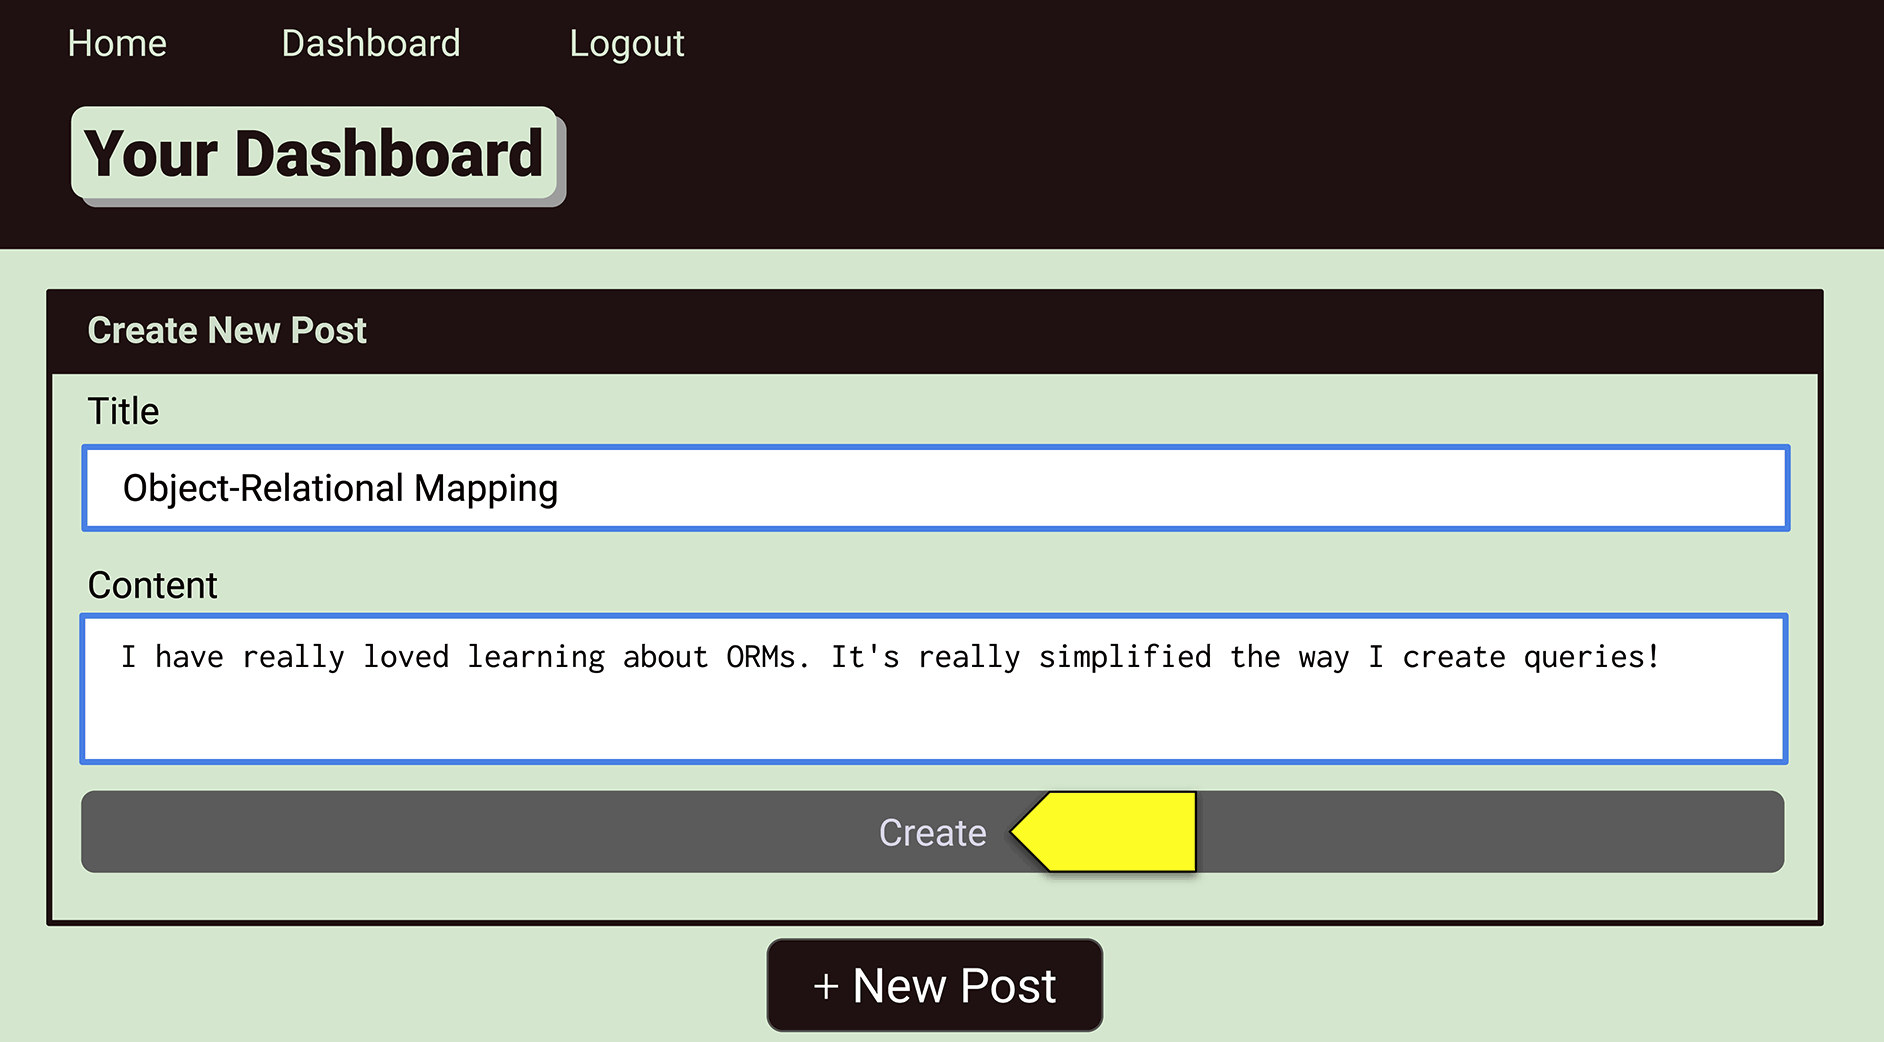 Home Dashboard Logout
Your Dashboard
Create New Post
Title
Object-Relational Mapping
Content
I have really loved learning about ORMs. It's really simplified the way I create queries!
Create
+ New Post